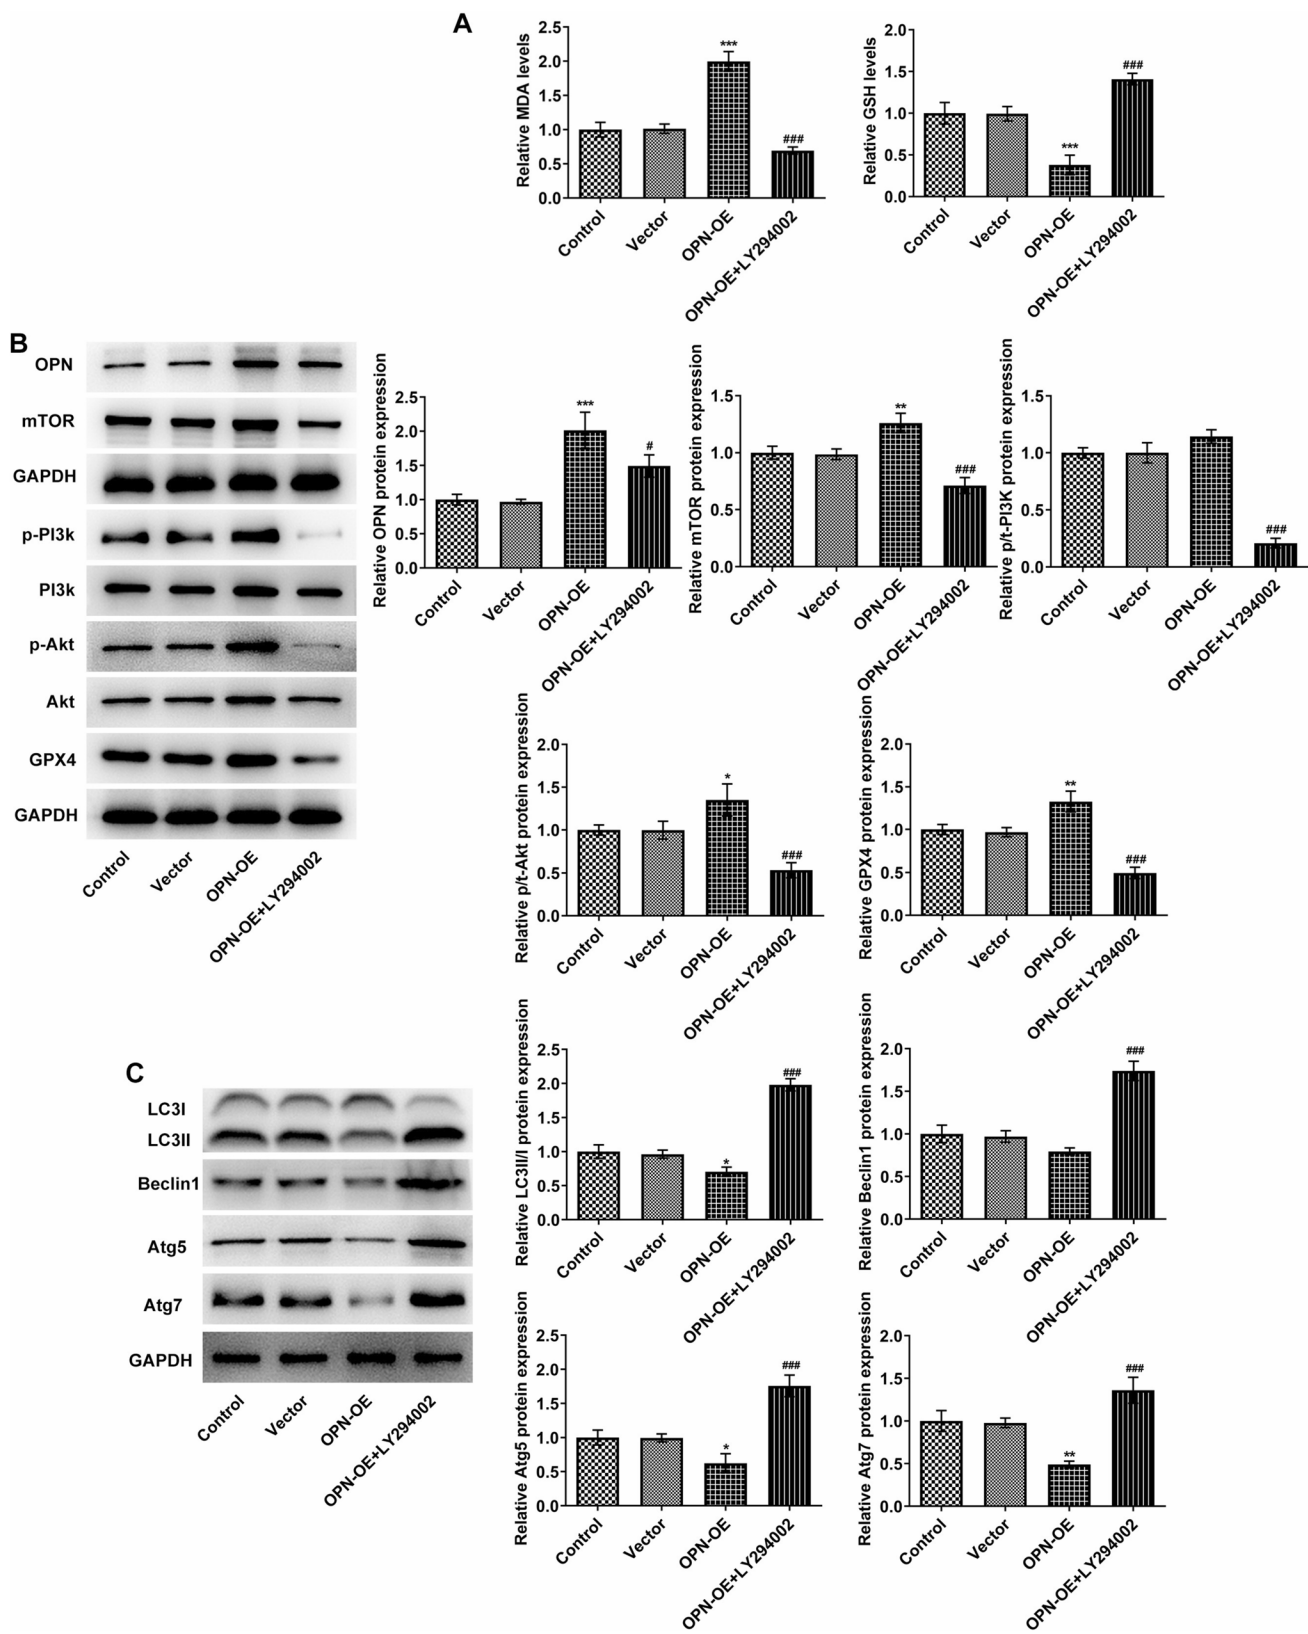 A
Relative MDA levels
2.5
2.0
1.5
1.0
0.5
0.0
***
###
Control
Vector
OPN-OE
OPN-OE+LY294002
Relative GSH levels
2.0
1.5
1.0
0.5
0.0
***
###
Control
Vector
OPN-OE
OPN-OE+LY294002
B
OPN
mTOR
GAPDH
p-PI3k
PI3k
p-Akt
Akt
GPX4
GAPDH
Control
Vector
OPN-OE
OPN-OE+LY294002
Relative OPN protein expression
2.5
2.0
1.5
1.0
0.5
0.0
***
#
Control
Vector
OPN-OE
OPN-OE+LY294002
Relative mTOR protein expression
1.5
1.0
0.5
0.0
**
###
Control
Vector
OPN-OE
OPN-OE+LY294002
Relative p/t-PI3K protein expression
1.5
1.0
0.5
0.0
###
Control
Vector
OPN-OE
OPN-OE+LY294002
Relative p/t-Akt protein expression
2.0
1.5
1.0
0.5
0.0
*
###
Control
Vector
OPN-OE
OPN-OE+LY294002
Relative GPX4 protein expression
2.0
1.5
1.0
0.5
0.0
**
###
Control
Vector
OPN-OE
OPN-OE+LY294002
C
LC3I
LC3II
Beclin1
Atg5
Atg7
GAPDH
Control
Vector
OPN-OE
OPN-OE+LY294002
Relative LC3II/I protein expression
2.5
2.0
1.5
1.0
0.5
0.0
*
###
Control
Vector
OPN-OE
OPN-OE+LY294002
Relative Beclin1 protein expression
2.0
1.5
1.0
0.5
0.0
###
Control
Vector
OPN-OE
OPN-OE+LY294002
Relative Atg5 protein expression
2.5
2.0
1.5
1.0
0.5
0.0
*
###
Control
Vector
OPN-OE
OPN-OE+LY294002
Relative Atg7 protein expression
2.0
1.5
1.0
0.5
0.0
**
###
Control
Vector
OPN-OE
OPN-OE+LY294002